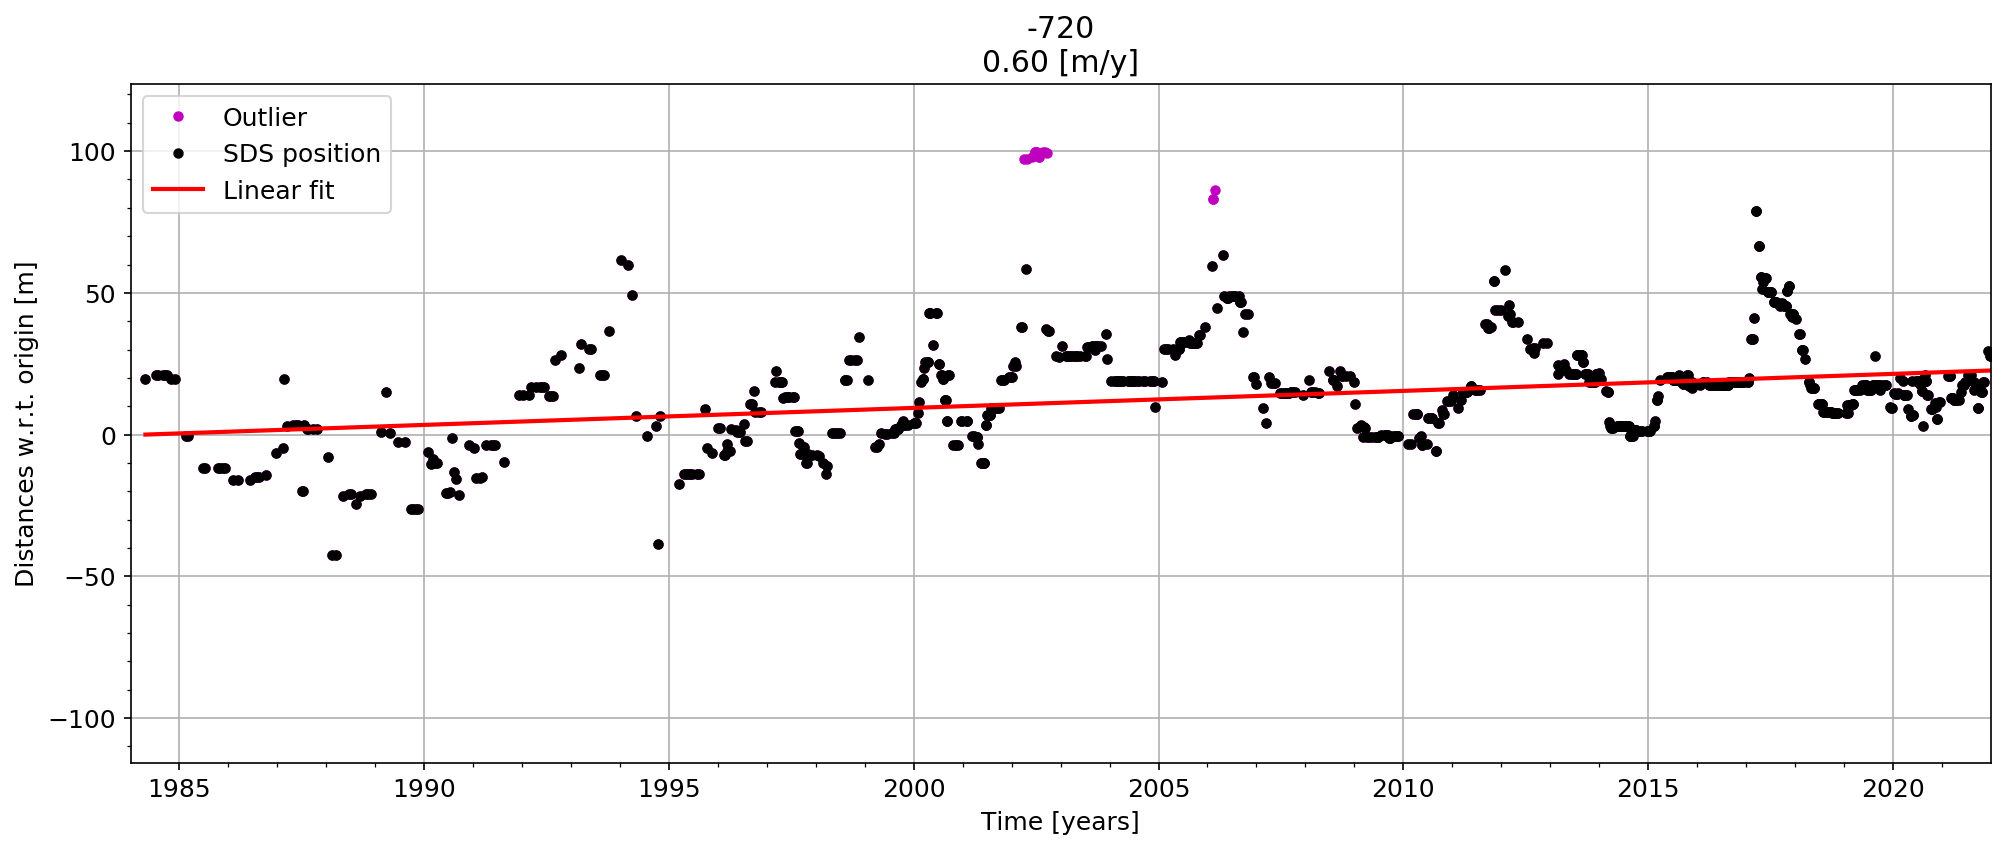 -720
0.60 [m/y]
Outlier
SDS position
Linear fit
Distances w.r.t. origin [m]
100
50
0
−50
−100
1985 1990 1995 2000 2005 2010 2015 2020
Time [years]